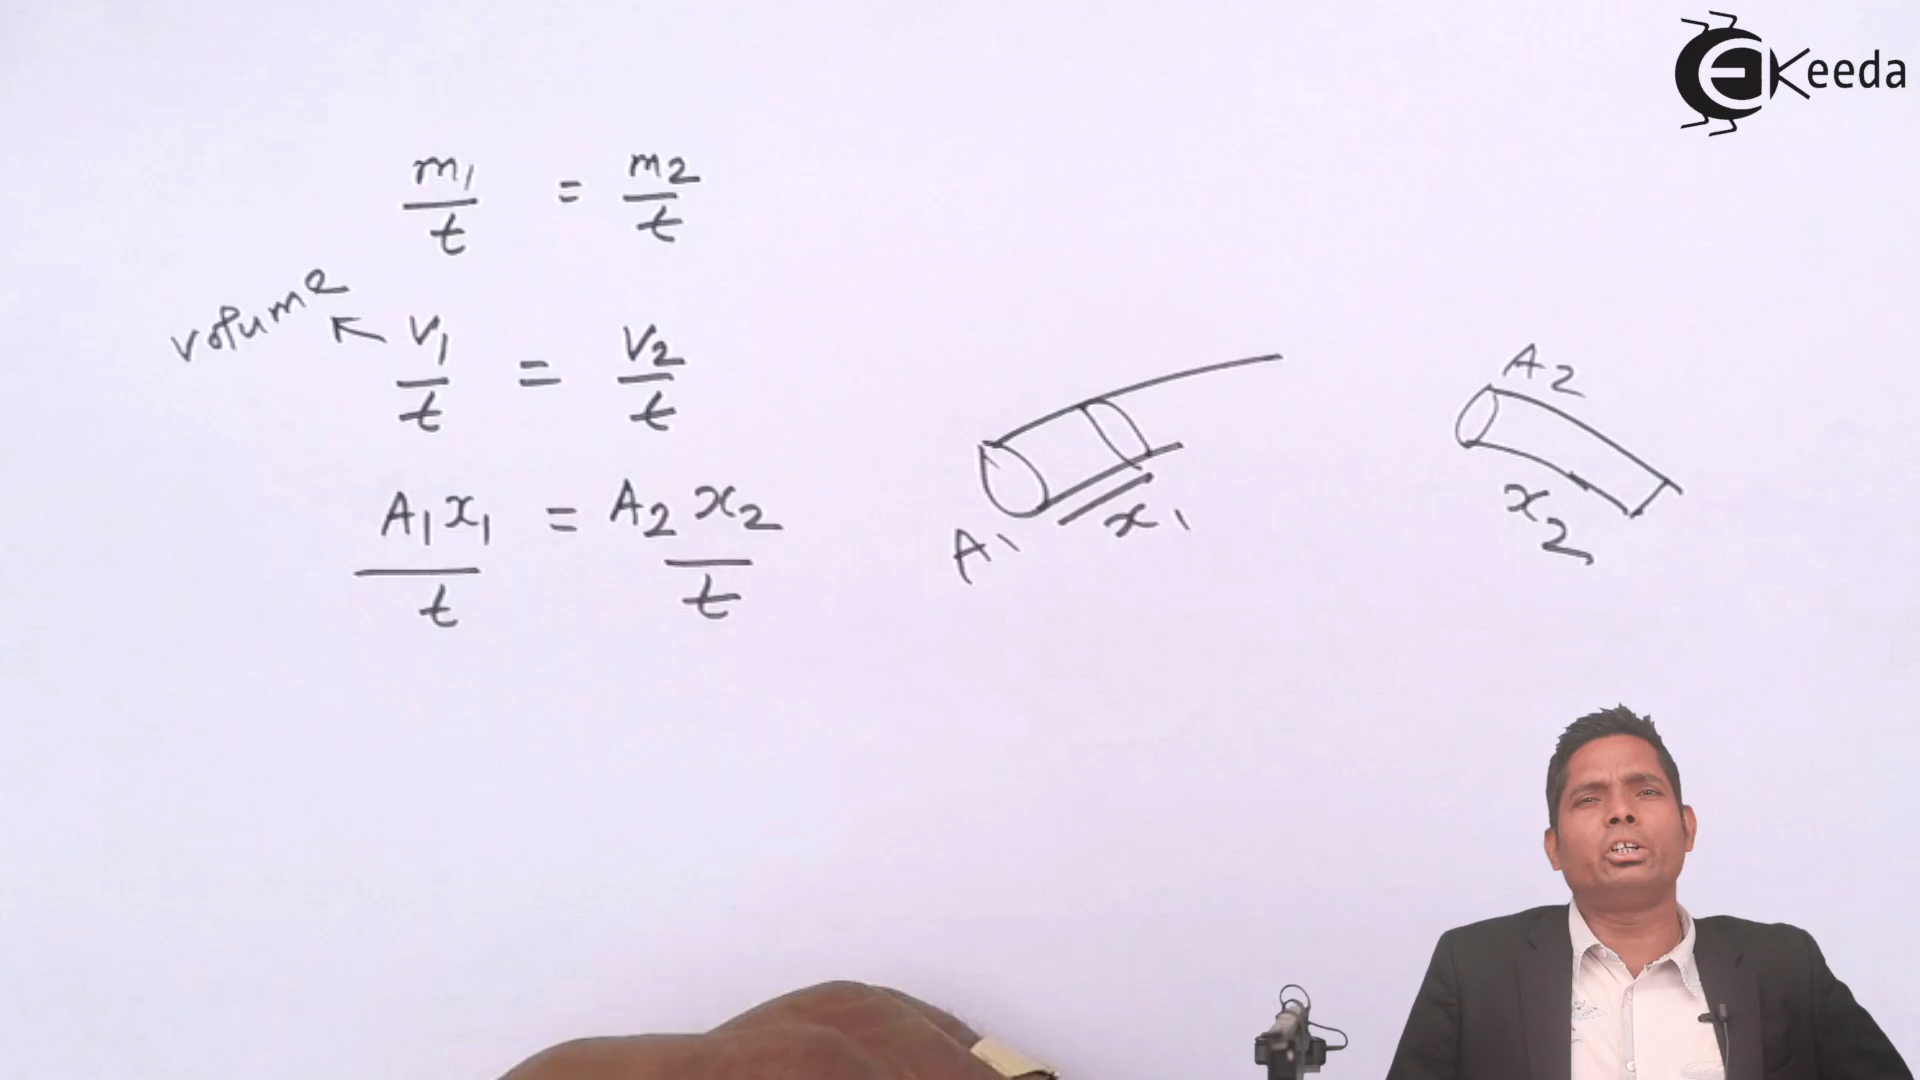 Keeda
m1/t = m2/t
volume
V1/t = V2/t
A1x1/t = A2x2/t
A1
x1
A2
x2